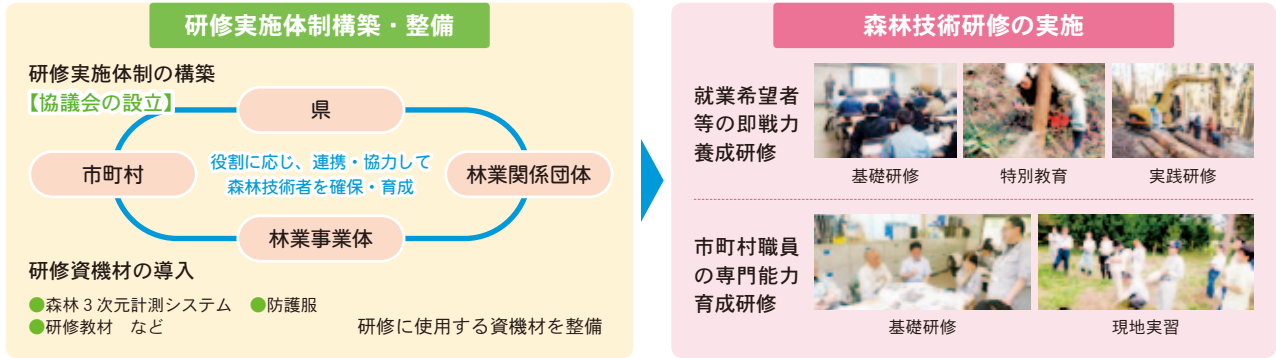 研修実施体制構築・整備
研修実施体制の構築
【協議会の設立】
県
市町村
役割に応じ、連携・協力して
森林技術者を確保・育成
林業関係団体
林業事業体
研修資機材の導入
●森林3次元計測システム ●防護服
●研修教材 など
研修に使用する資機材を整備
森林技術研修の実施
就業希望者
等の即戦力
養成研修
基礎研修 特別教育 実践研修
市町村職員
の専門能力
育成研修
基礎研修 現地実習